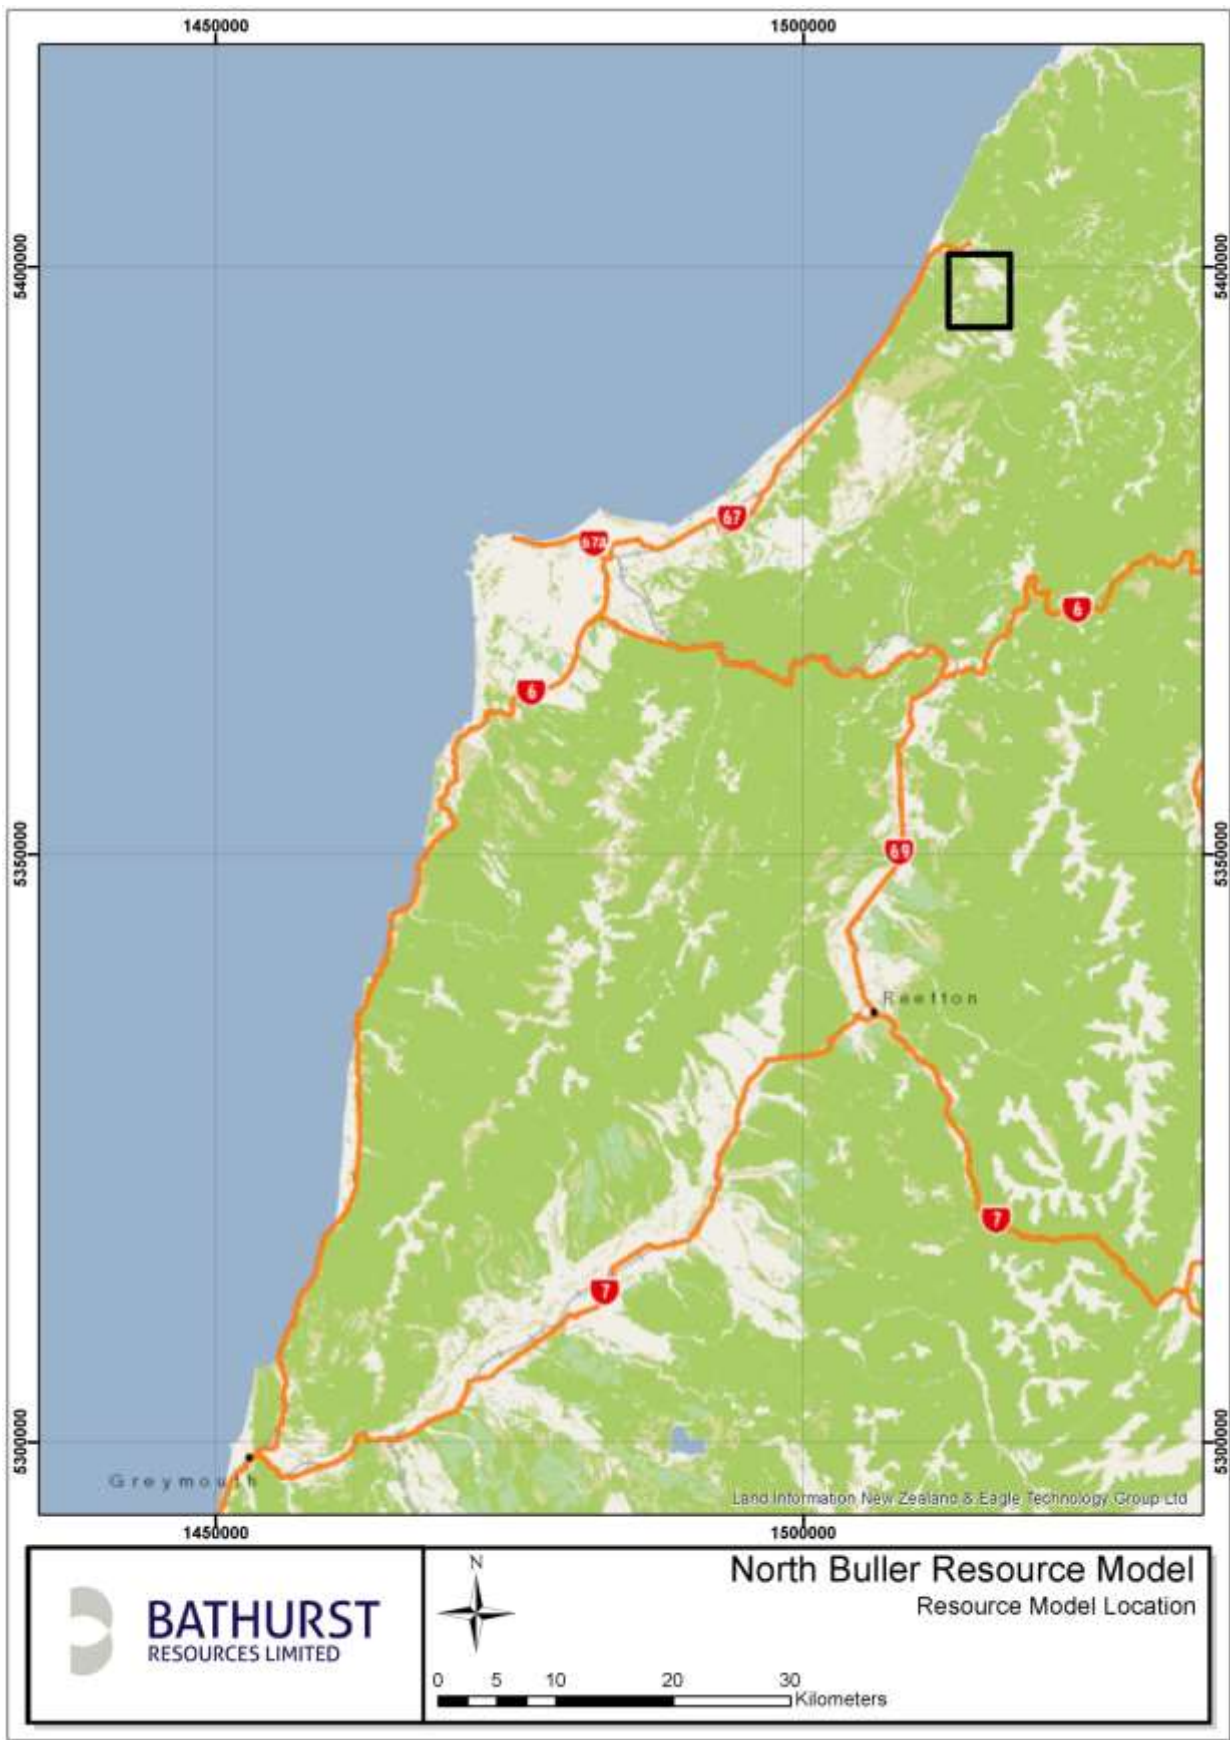 1450000 1500000
5400000 5400000
67
67A
6
6
5350000 5350000
69
Reefton
7
7
5300000 5300000
Greymouth
Land Information New Zealand & Eagle Technology Group Ltd
1450000 1500000
BATHURST
RESOURCES LIMITED
N
North Buller Resource Model
Resource Model Location
0 5 10 20 30
Kilometers